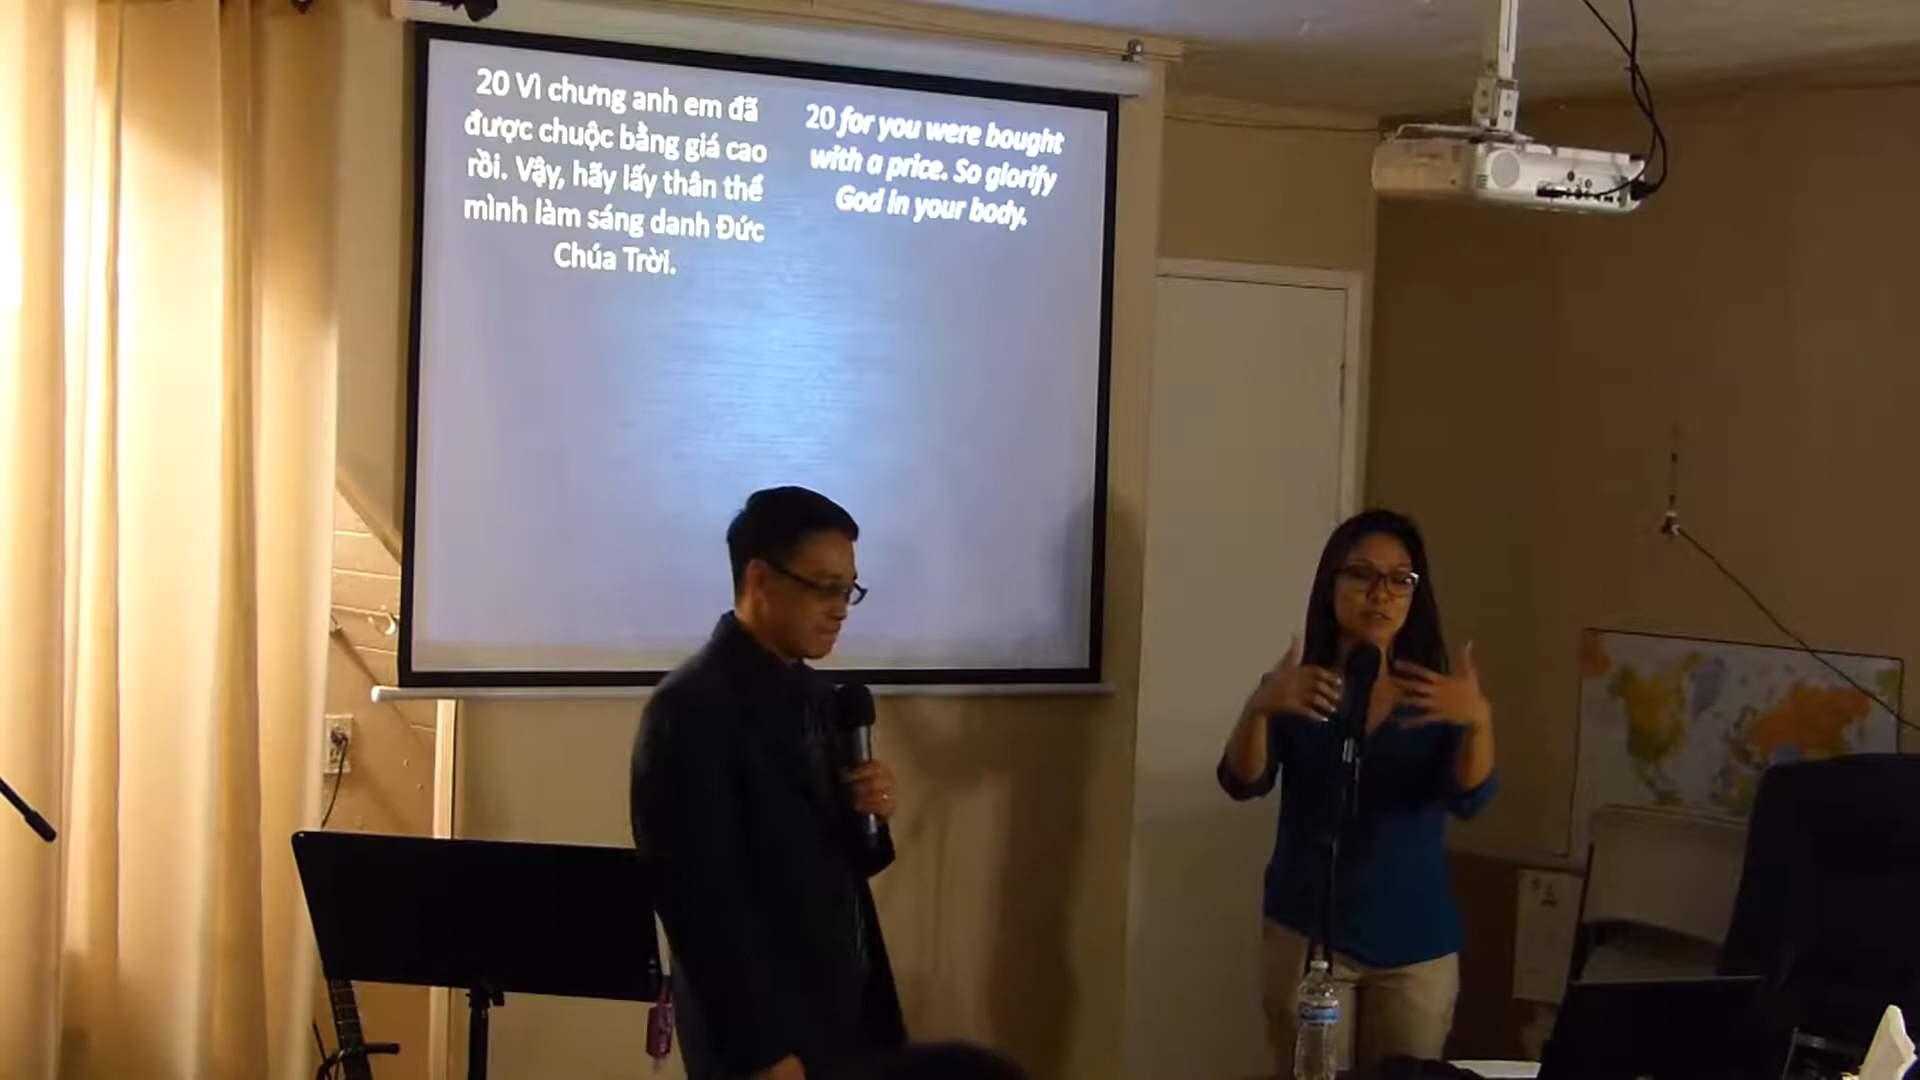 20 Vì chưng anh em đã
được chuộc bằng giá cao
rồi. Vậy, hãy lấy thân thể
mình làm sáng danh Đức
Chúa Trời.
20 for you were bought
with a price. So glorify
God in your body.